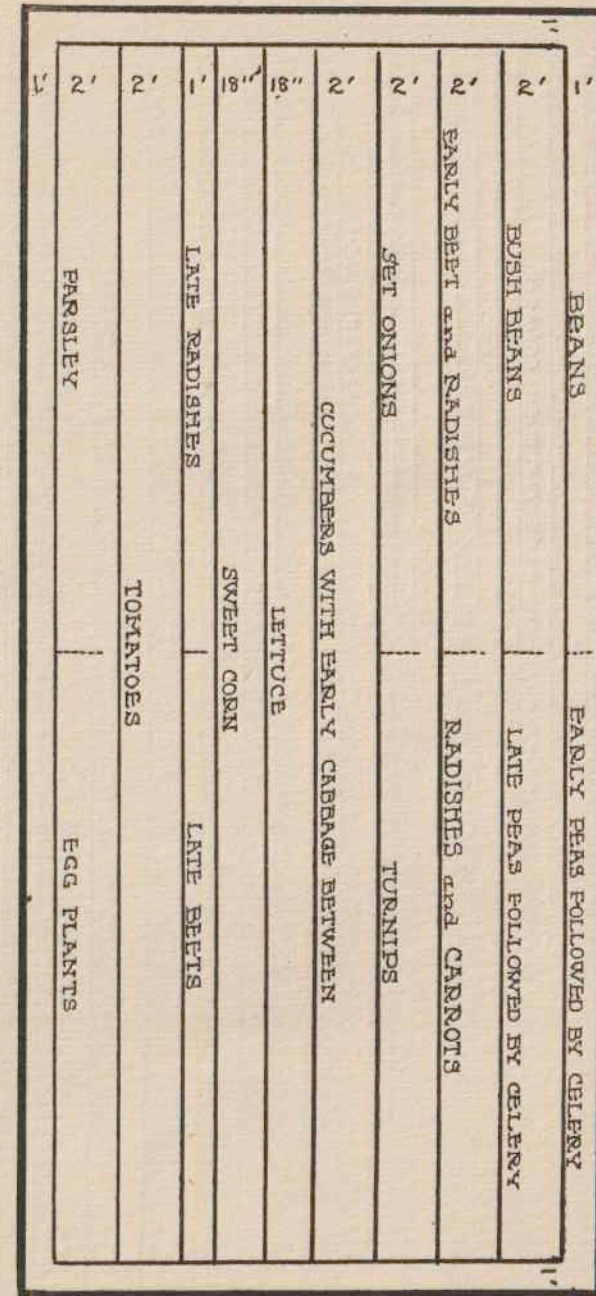 1'
1' BEANS EARLY PEAS FOLLOWED BY CELERY
2' BUSH BEANS LATE PEAS FOLLOWED BY CELERY
2' EARLY BEET and RADISHES RADISHES and CARROTS
2' SET ONIONS TURNIPS
2' CUCUMBERS WITH EARLY CABBAGE BETWEEN
18" LETTUCE
18" SWEET CORN
1' LATE RADISHES LATE BEETS
2' TOMATOES
2' PARSLEY EGG PLANTS
1'
1'